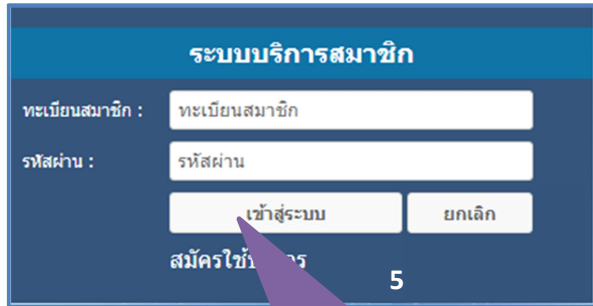 ระบบบริการสมาชิก
ทะเบียนสมาชิก : ทะเบียนสมาชิก
รหัสผ่าน : รหัสผ่าน
เข้าสู่ระบบ ยกเลิก
5